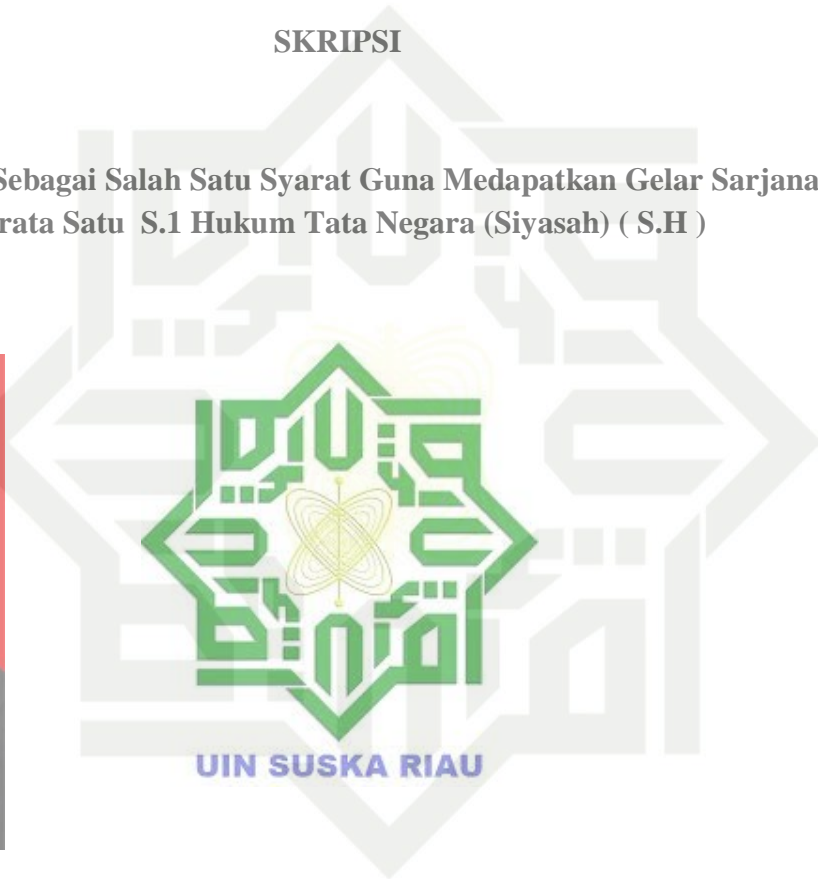 SKRIPSI
Sebagai Salah Satu Syarat Guna Medapatkan Gelar Sarjana
rata Satu S.1 Hukum Tata Negara (Siyasah) ( S.H )
UIN SUSKA RIAU